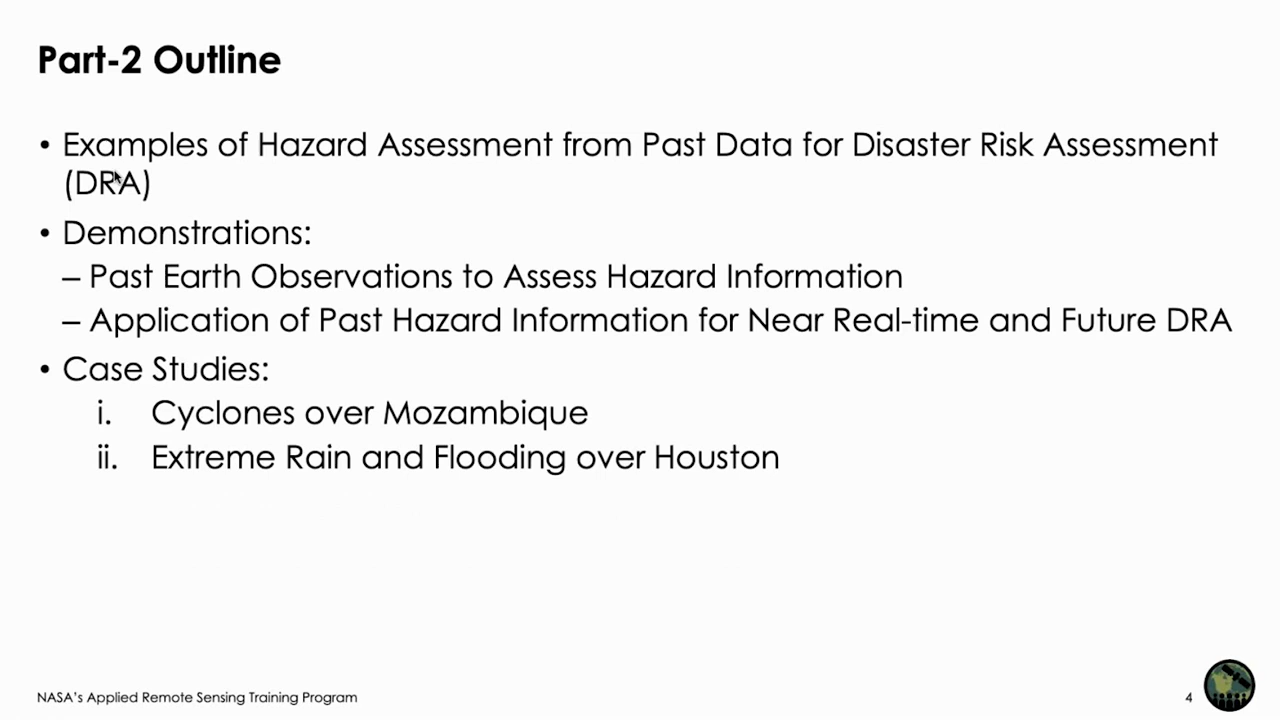 Part-2 Outline
• Examples of Hazard Assessment from Past Data for Disaster Risk Assessment
(DRA)
• Demonstrations:
– Past Earth Observations to Assess Hazard Information
– Application of Past Hazard Information for Near Real-time and Future DRA
• Case Studies:
i. Cyclones over Mozambique
ii. Extreme Rain and Flooding over Houston
NASA's Applied Remote Sensing Training Program
4